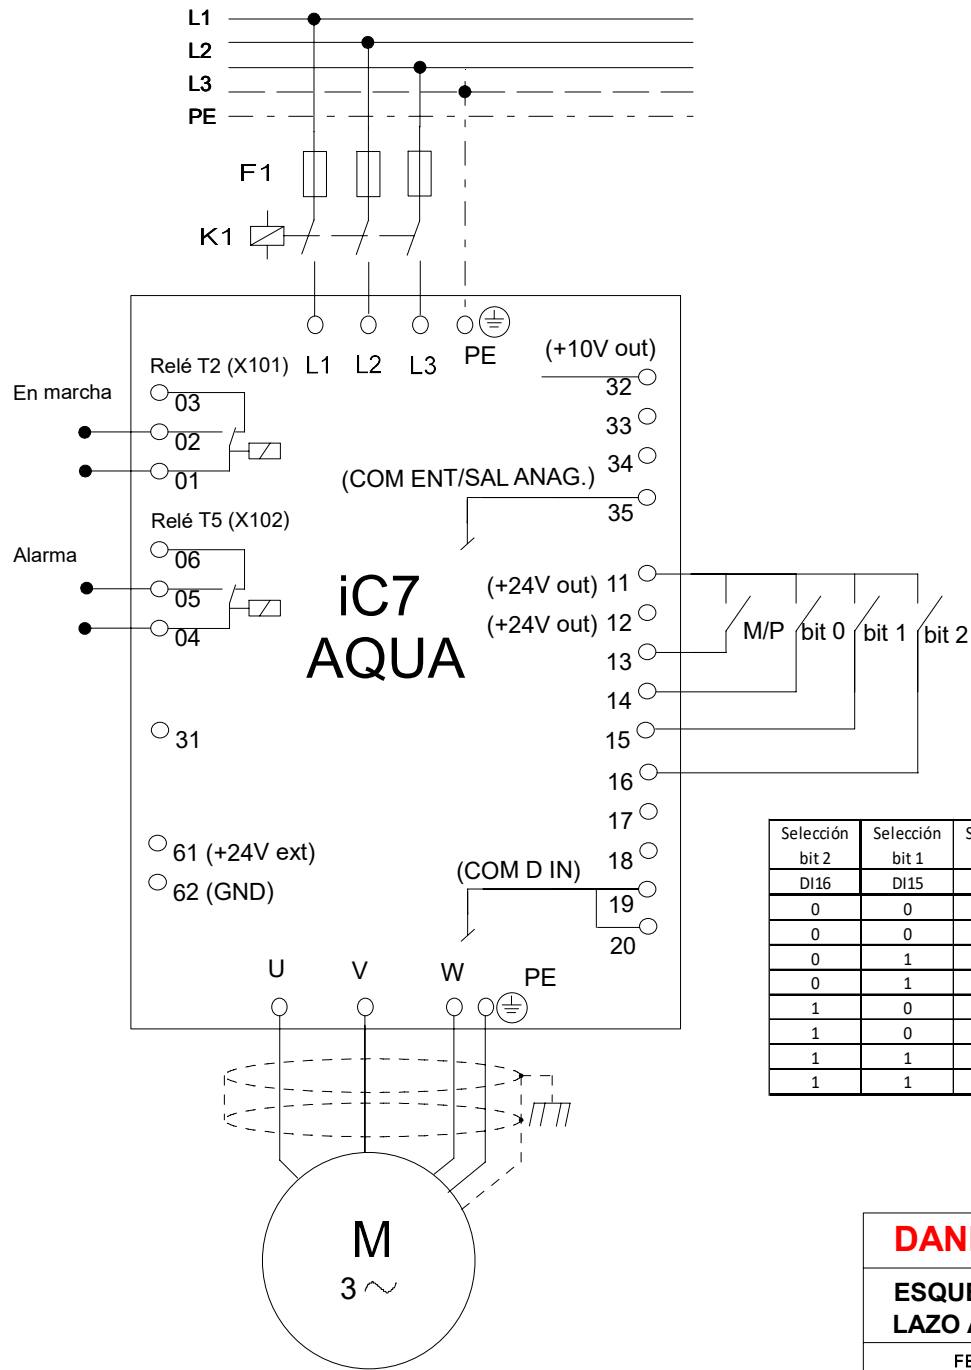 L1
L2
L3
PE
F1
K1
L1 L2 L3 PE
Relé T2 (X101)
En marcha
03
02
01
Relé T5 (X102)
Alarma
06
05
04
31
61 (+24V ext)
62 (GND)
iC7
AQUA
(+10V out)
32
33
34
(COM ENT/SAL ANAG.)
35
(+24V out) 11
(+24V out) 12
13
14
15
16
17
18
(COM D IN)
19
20
M/P bit 0 bit 1 bit 2
U V W PE
M
3
Selección Selección
bit 2 bit 1
DI16 DI15
0 0
0 0
0 1
0 1
1 0
1 0
1 1
1 1
DAN
ESQUE
LAZO A
FE